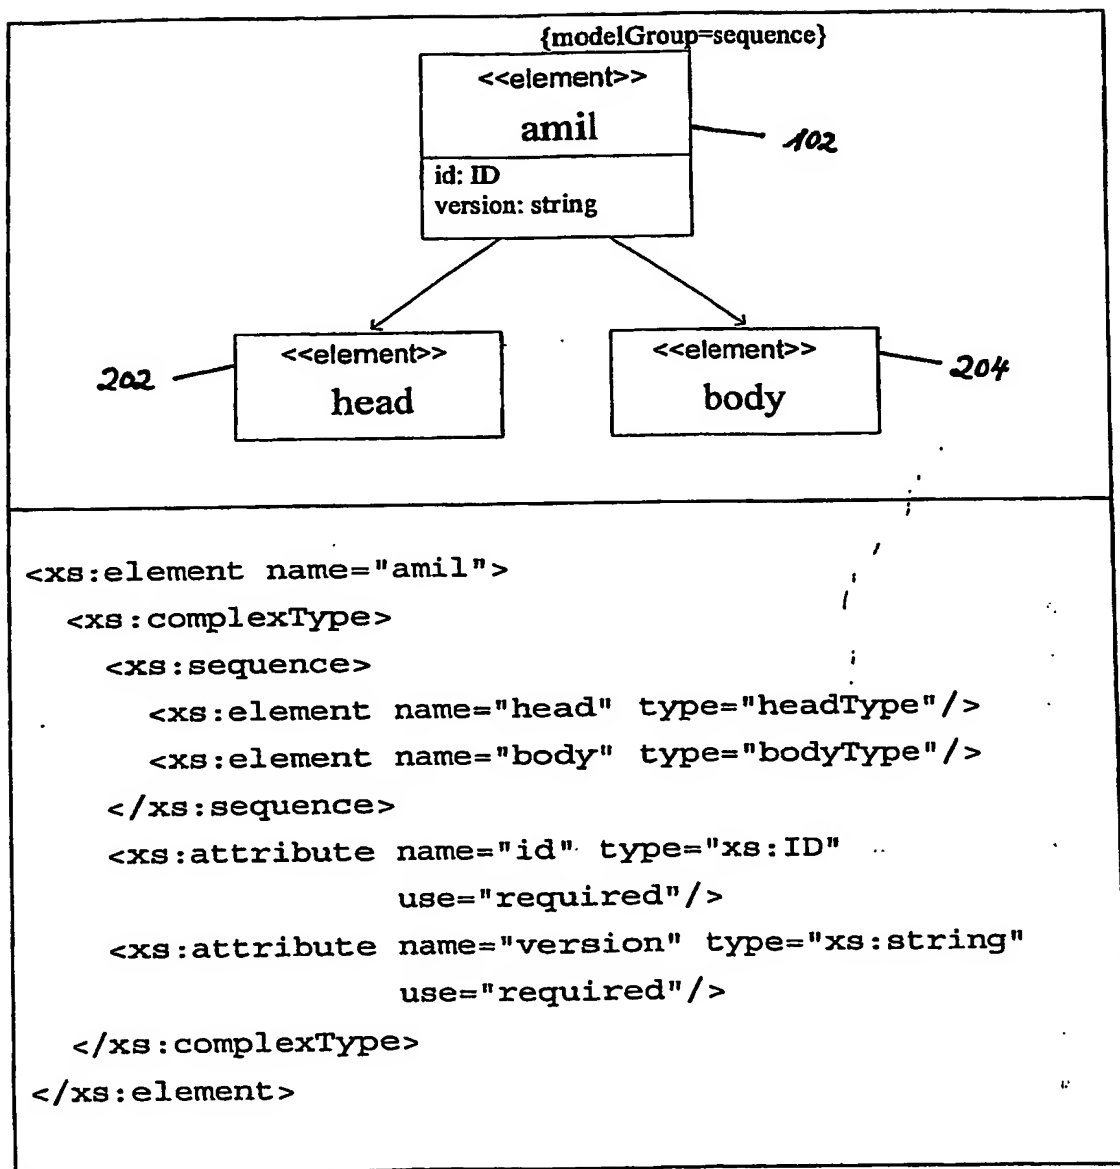 {modelGroup=sequence}
<<element>>
amil
102
id: ID
version: string
202
<<element>>
head
<<element>>
body
204
<xs:element name="amil">
<xs:complexType>
<xs:sequence>
<xs:element name="head" type="headType"/>
<xs:element name="body" type="bodyType"/>
</xs:sequence>
<xs:attribute name="id" type="xs:ID"
use="required"/>
<xs:attribute name="version" type="xs:string"
use="required"/>
</xs:complexType>
</xs:element>